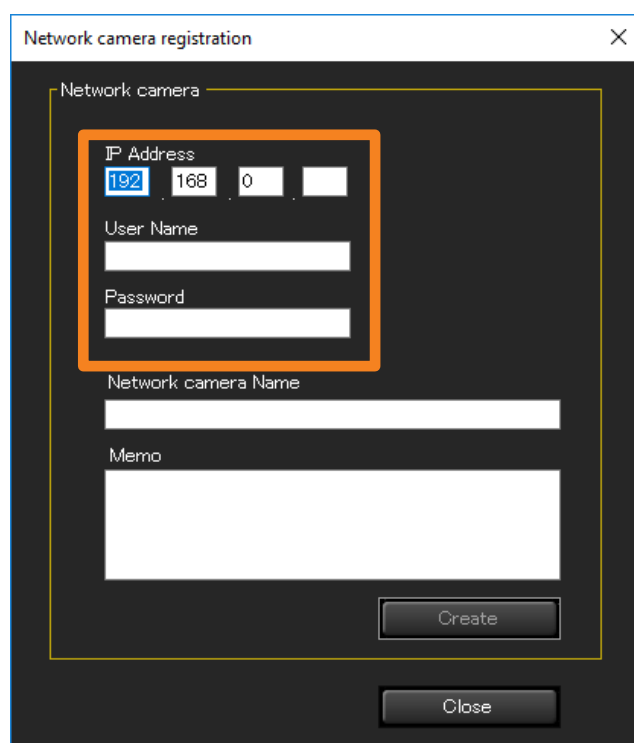 Network camera registration
Network camera
IP Address
192 . 168 . 0 .
User Name
Password
Network camera Name
Memo
Create
Close